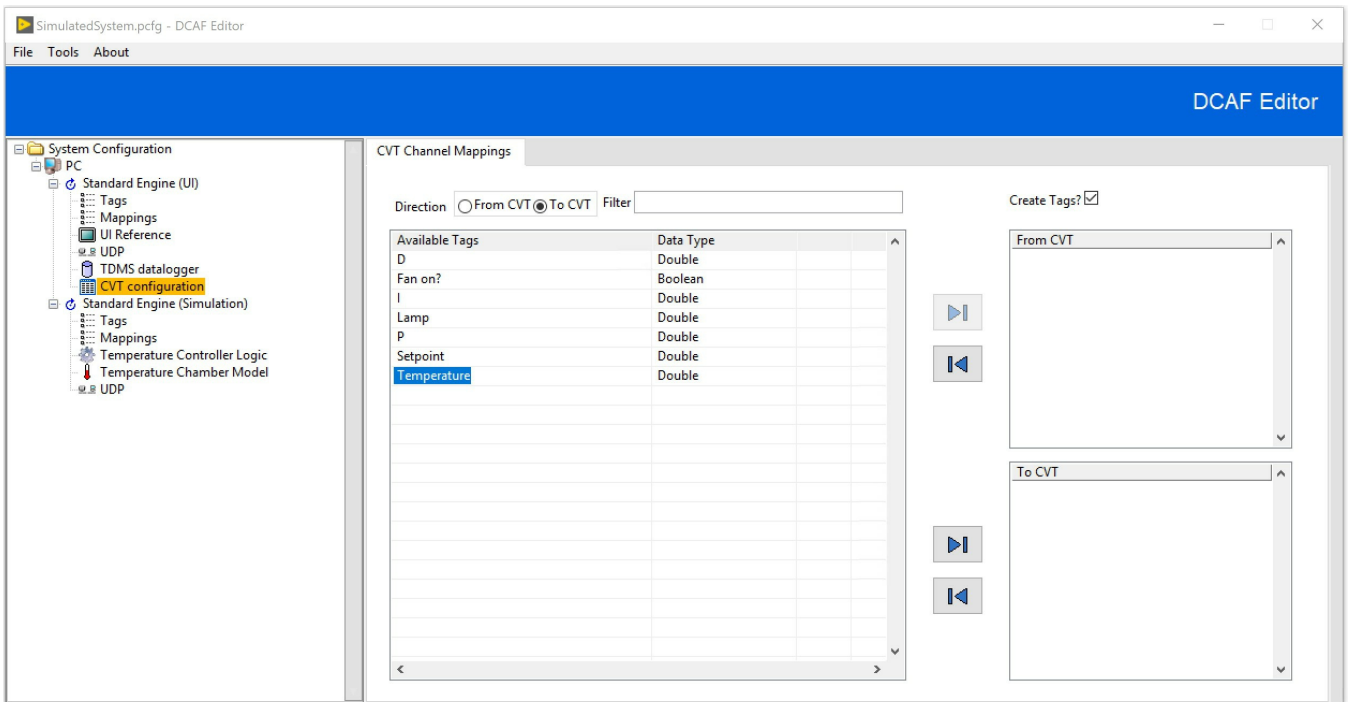 SimulatedSystem.pcfg - DCAF Editor
File Tools About
DCAF Editor
System Configuration
PC
Standard Engine (UI)
Tags
Mappings
UI Reference
UDP
TDMS datalogger
CVT configuration
Standard Engine (Simulation)
Tags
Mappings
Temperature Controller Logic
Temperature Chamber Model
UDP
CVT Channel Mappings
Direction From CVT To CVT Filter
Create Tags?
Available Tags Data Type
D Double
Fan on? Boolean
I Double
Lamp Double
P Double
Setpoint Double
Temperature Double
From CVT
To CVT